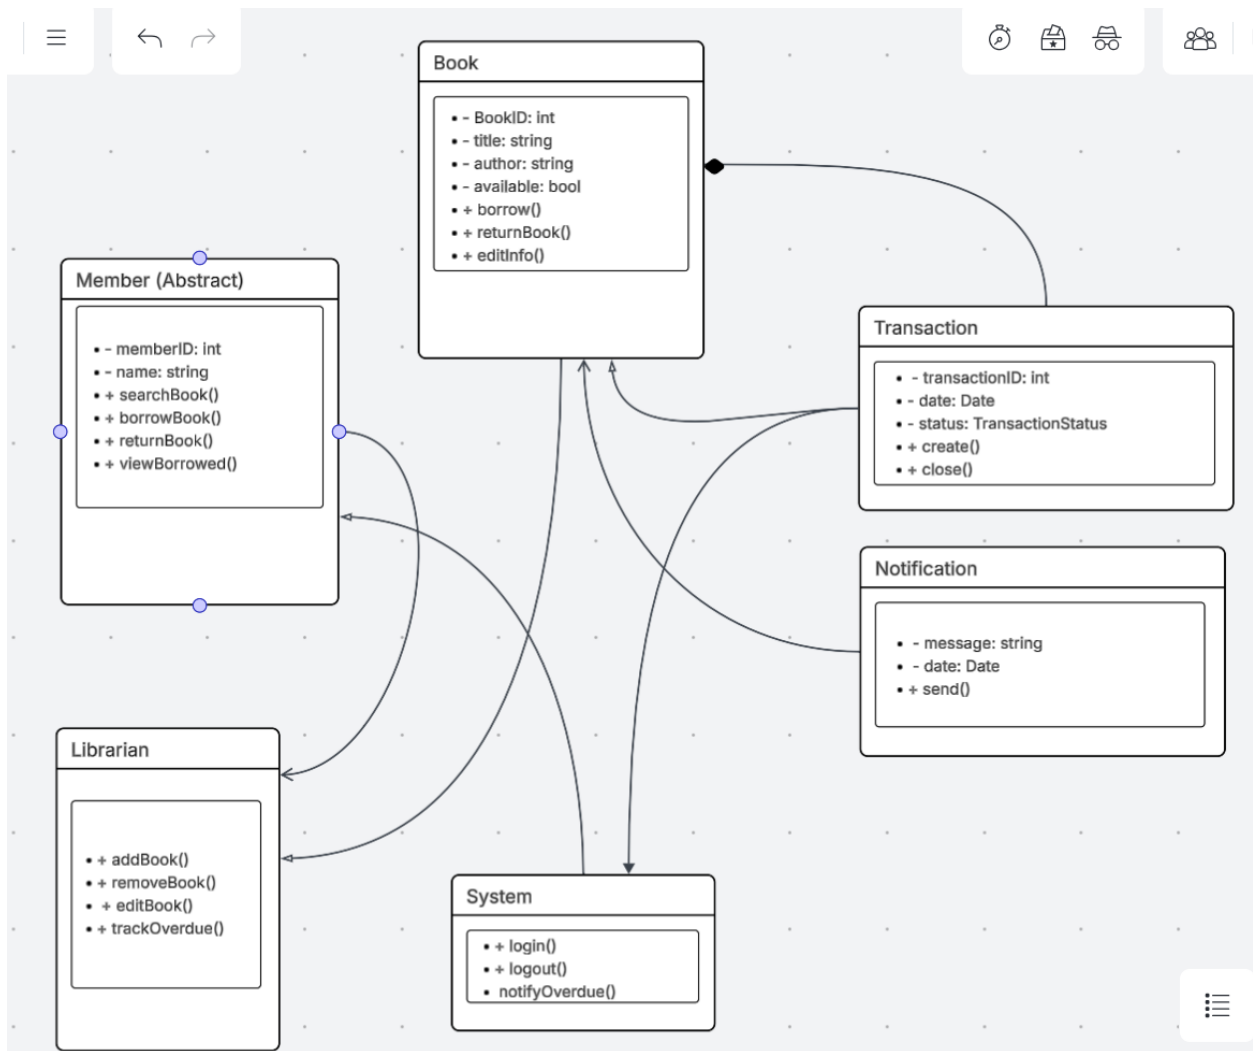 Book
• - BookID: int
• - title: string
• - author: string
• - available: bool
• + borrow()
• + returnBook()
• + editInfo()
Member (Abstract)
• - memberID: int
• - name: string
• + searchBook()
• + borrowBook()
• + returnBook()
• + viewBorrowed()
Transaction
• - transactionID: int
• - date: Date
• - status: TransactionStatus
• + create()
• + close()
Notification
• - message: string
• - date: Date
• + send()
Librarian
• + addBook()
• + removeBook()
• + editBook()
• + trackOverdue()
System
• + login()
• + logout()
• notifyOverdue()